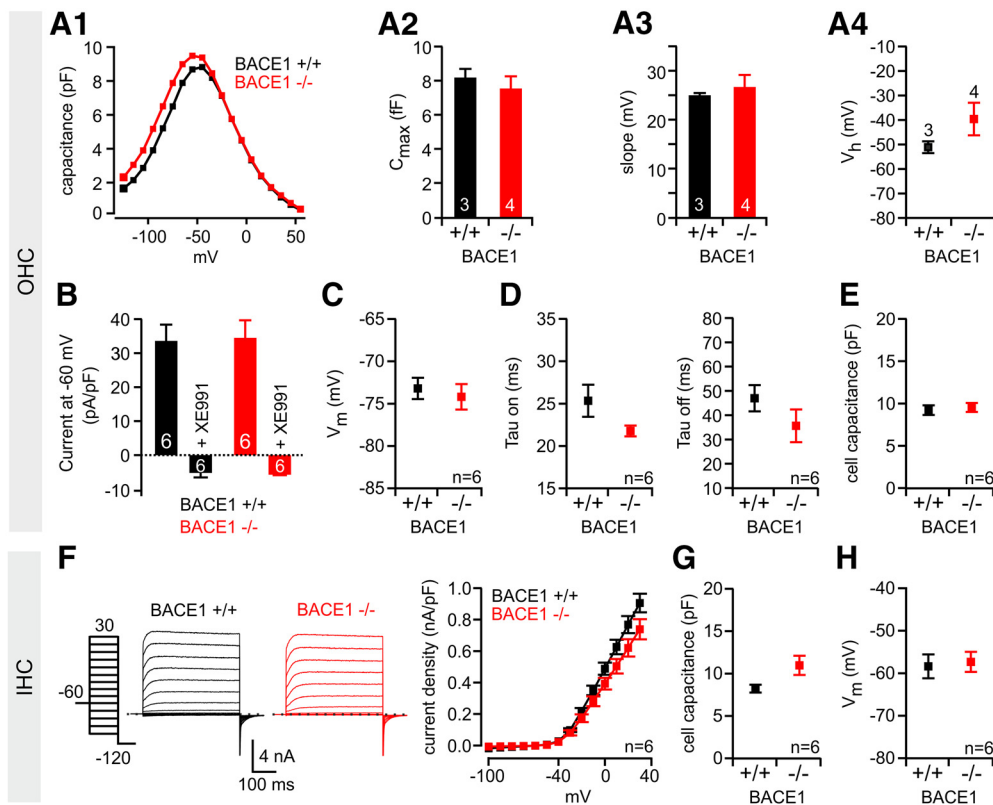 OHC
A1
capacitance (pF)
10
8
6
4
2
0
BACE1 +/+
BACE1 -/-
-100
-50
0
50
mV
A2
C max (fF)
10
8
6
4
2
0
3
4
+/+
-/-
BACE1
A3
slope (mV)
30
20
10
0
3
4
+/+
-/-
BACE1
A4
V h (mV)
-10
-20
-30
-40
-50
-60
-70
-80
3
4
+/+
-/-
BACE1
B
Current at -60 mV
(pA/pF)
40
30
20
10
0
-10
6
6
+ XE991
6
6
+ XE991
BACE1 +/+
BACE1 -/-
C
V m (mV)
-65
-70
-75
-80
-85
n=6
+/+
-/-
BACE1
D
Tau on (ms)
35
30
25
20
15
n=6
+/+
-/-
BACE1
Tau off (ms)
80
70
60
50
40
30
20
10
n=6
+/+
-/-
BACE1
E
cell capacitance (pF)
20
15
10
5
0
n=6
+/+
-/-
BACE1
IHC
F
BACE1 +/+
BACE1 -/-
30
-60
-120
4 nA
100 ms
current density (nA/pF)
1.0
0.8
0.6
0.4
0.2
0.0
BACE1 +/+
BACE1 -/-
n=6
-100
-60
-20
0
40
mV
G
cell capacitance (pF)
20
15
10
5
0
n=6
+/+
-/-
BACE1
H
V m (mV)
-40
-50
-60
-70
-80
n=6
+/+
-/-
BACE1